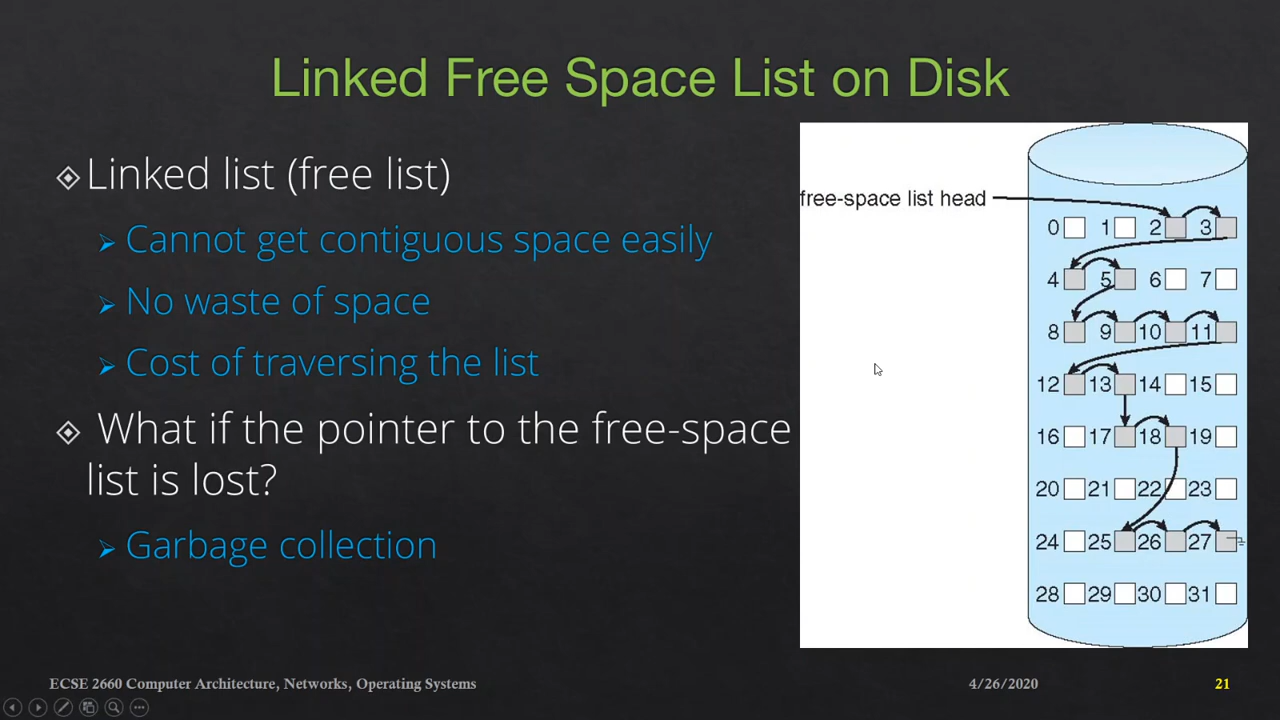 Linked Free Space List on Disk
Linked list (free list)
Cannot get contiguous space easily
No waste of space
Cost of traversing the list
What if the pointer to the free-space
list is lost?
Garbage collection
free-space list head
0 1 2 3
4 5 6 7
8 9 10 11
12 13 14 15
16 17 18 19
20 21 22 23
24 25 26 27
28 29 30 31
ECSE 2660 Computer Architecture, Networks, Operating Systems
4/26/2020
21